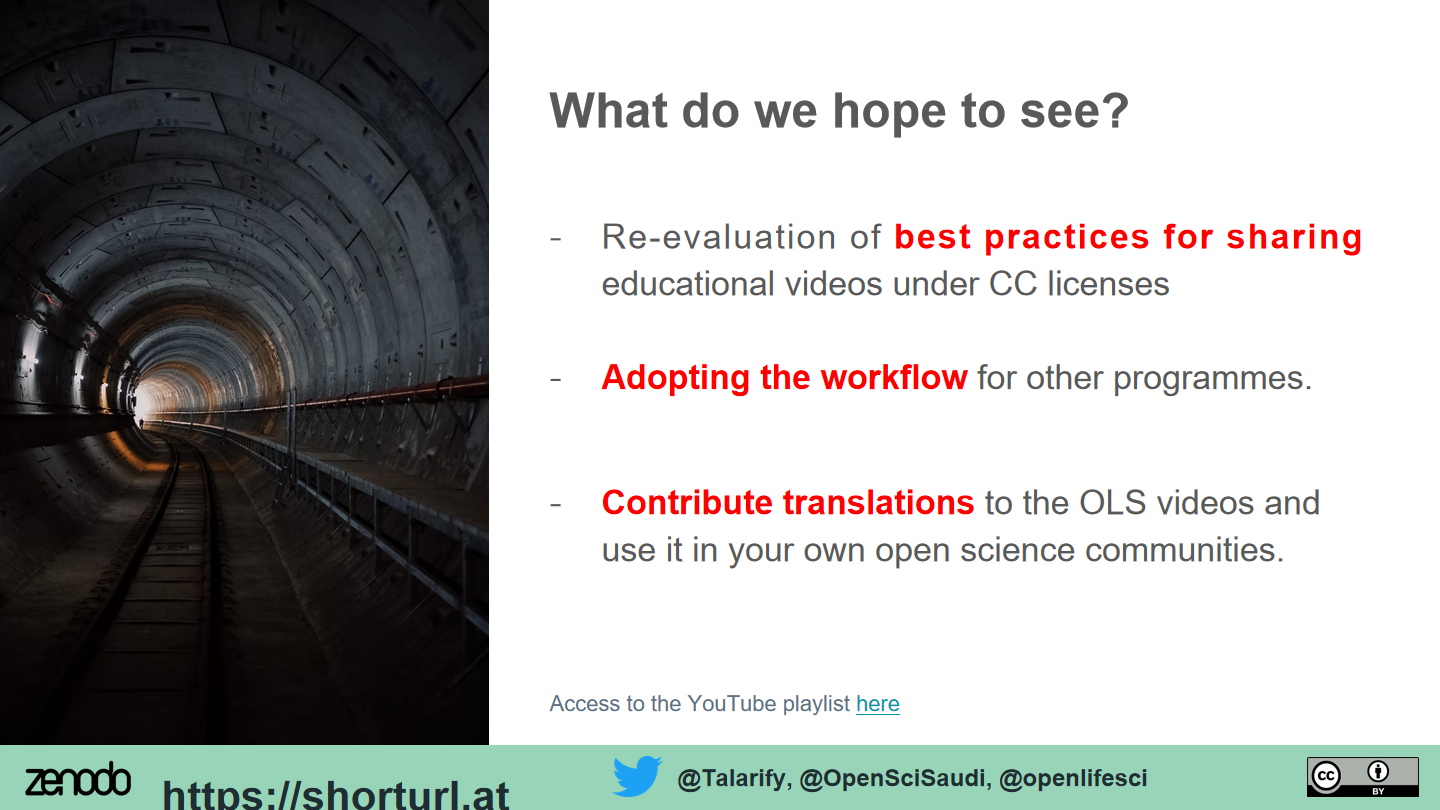 What do we hope to see?
- Re-evaluation of best practices for sharing
educational videos under CC licenses
- Adopting the workflow for other programmes.
- Contribute translations to the OLS videos and
use it in your own open science communities.
Access to the YouTube playlist here
zenodo
https://shorturl.at
@Talarify, @OpenSciSaudi, @openlifesci
cc
BY